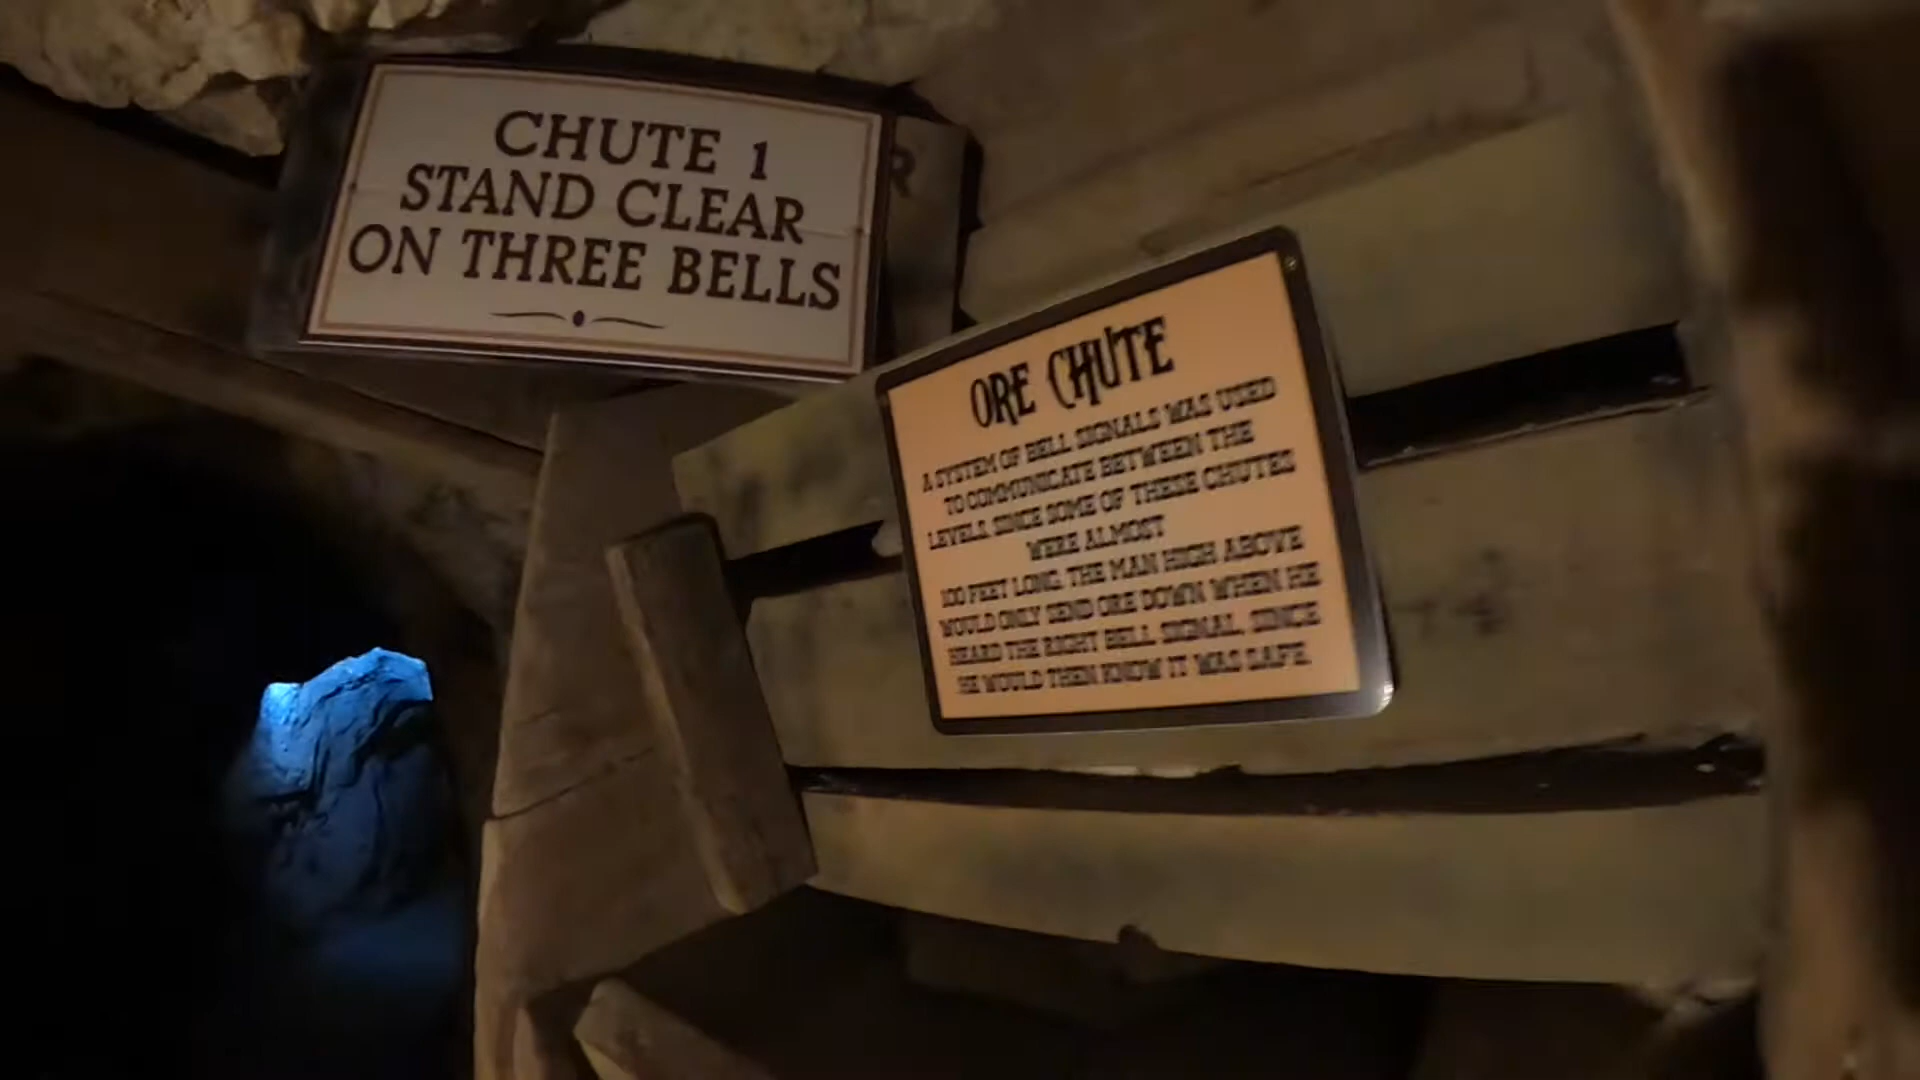 CHUTE 1
STAND CLEAR
ON THREE BELLS
R
ORE CHUTE
A SYSTEM OF BELL SIGNALS WAS USED
TO COMMUNICATE BETWEEN THE
LEVELS, SINCE SOME OF THESE CHUTES
WERE ALMOST
100 FEET LONG. THE MAN HIGH ABOVE
WOULD ONLY SEND ORE DOWN WHEN HE
HEARD THE RIGHT BELL SIGNAL, SINCE
HE WOULD THEN KNOW IT WAS SAFE.